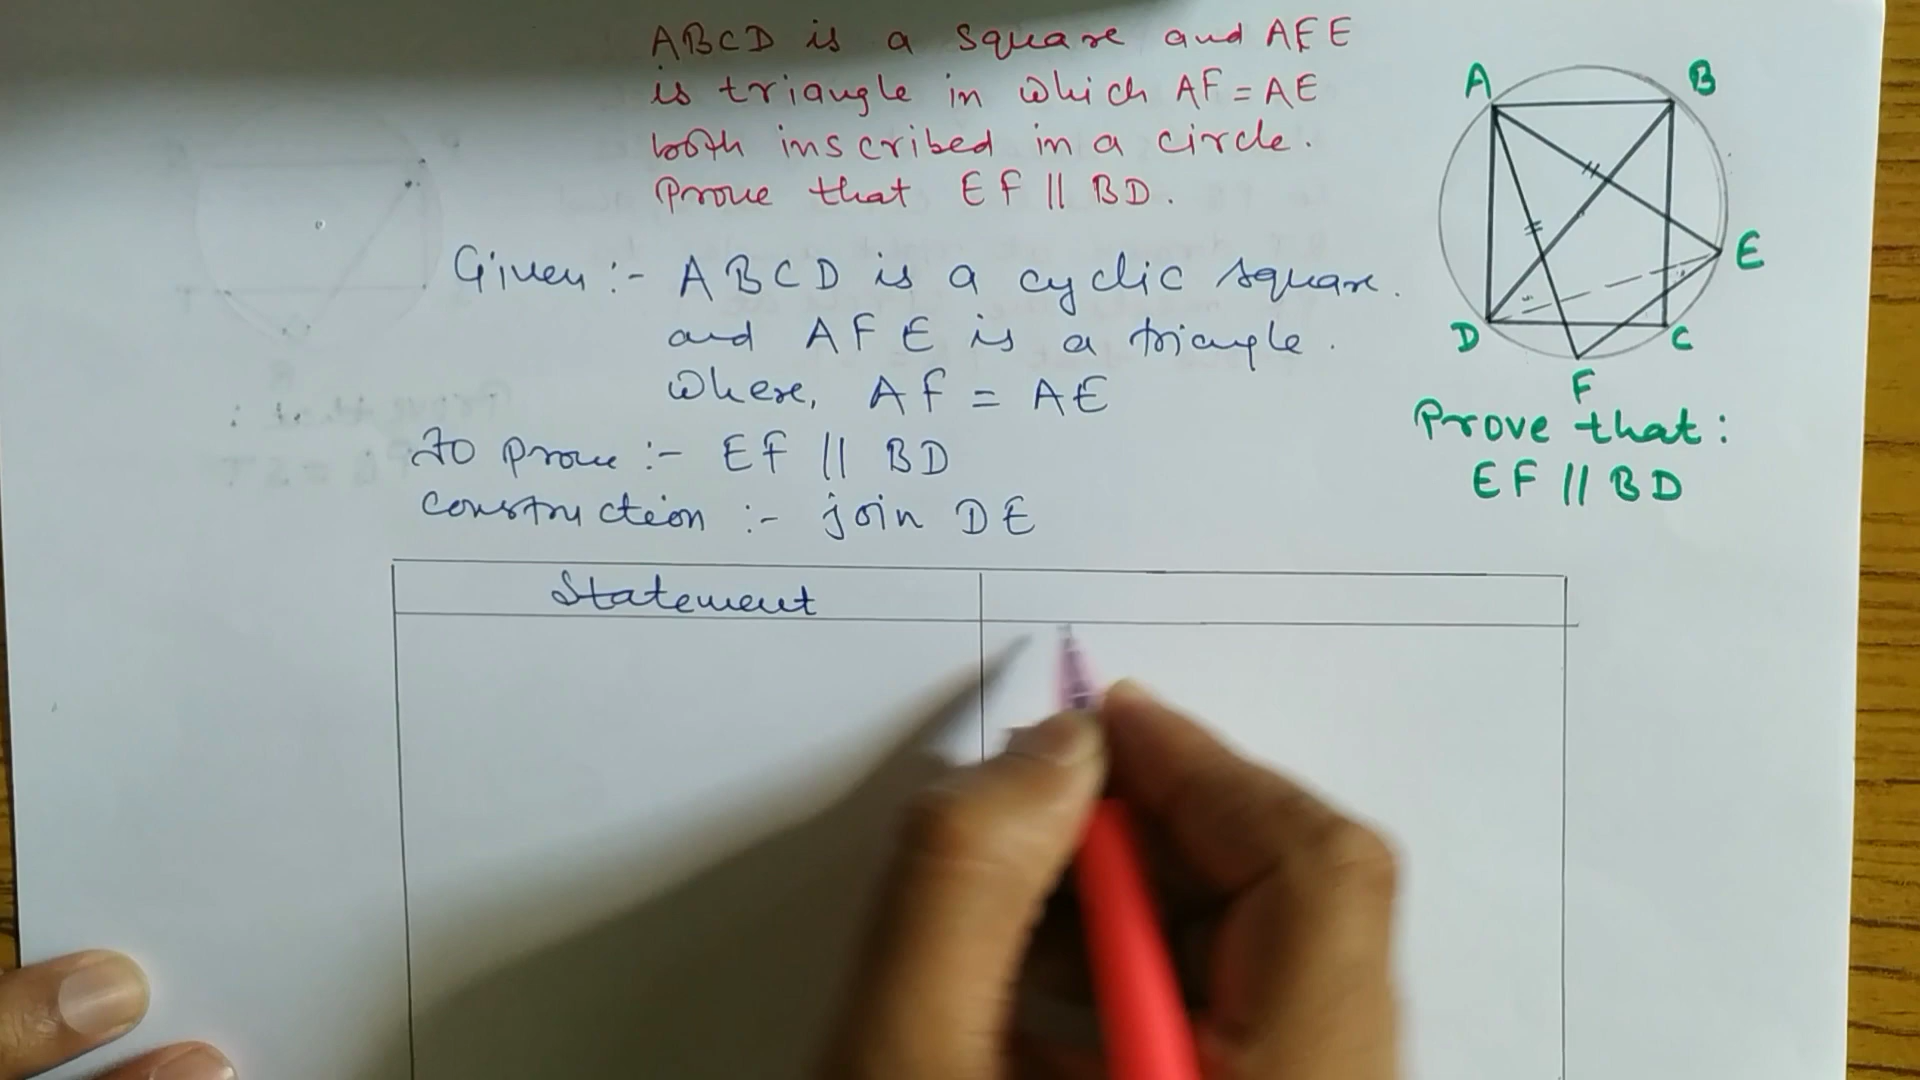 ABCD is a square and AFE
is triangle in which AF = AE
both inscribed in a circle.
Prove that EF || BD.
Given :- ABCD is a cyclic square.
and AFE is a triangle.
Where, AF = AE
To prove :- EF || BD
Construction :- join DE
Statement
A
B
E
D
C
F
Prove that:
EF || BD